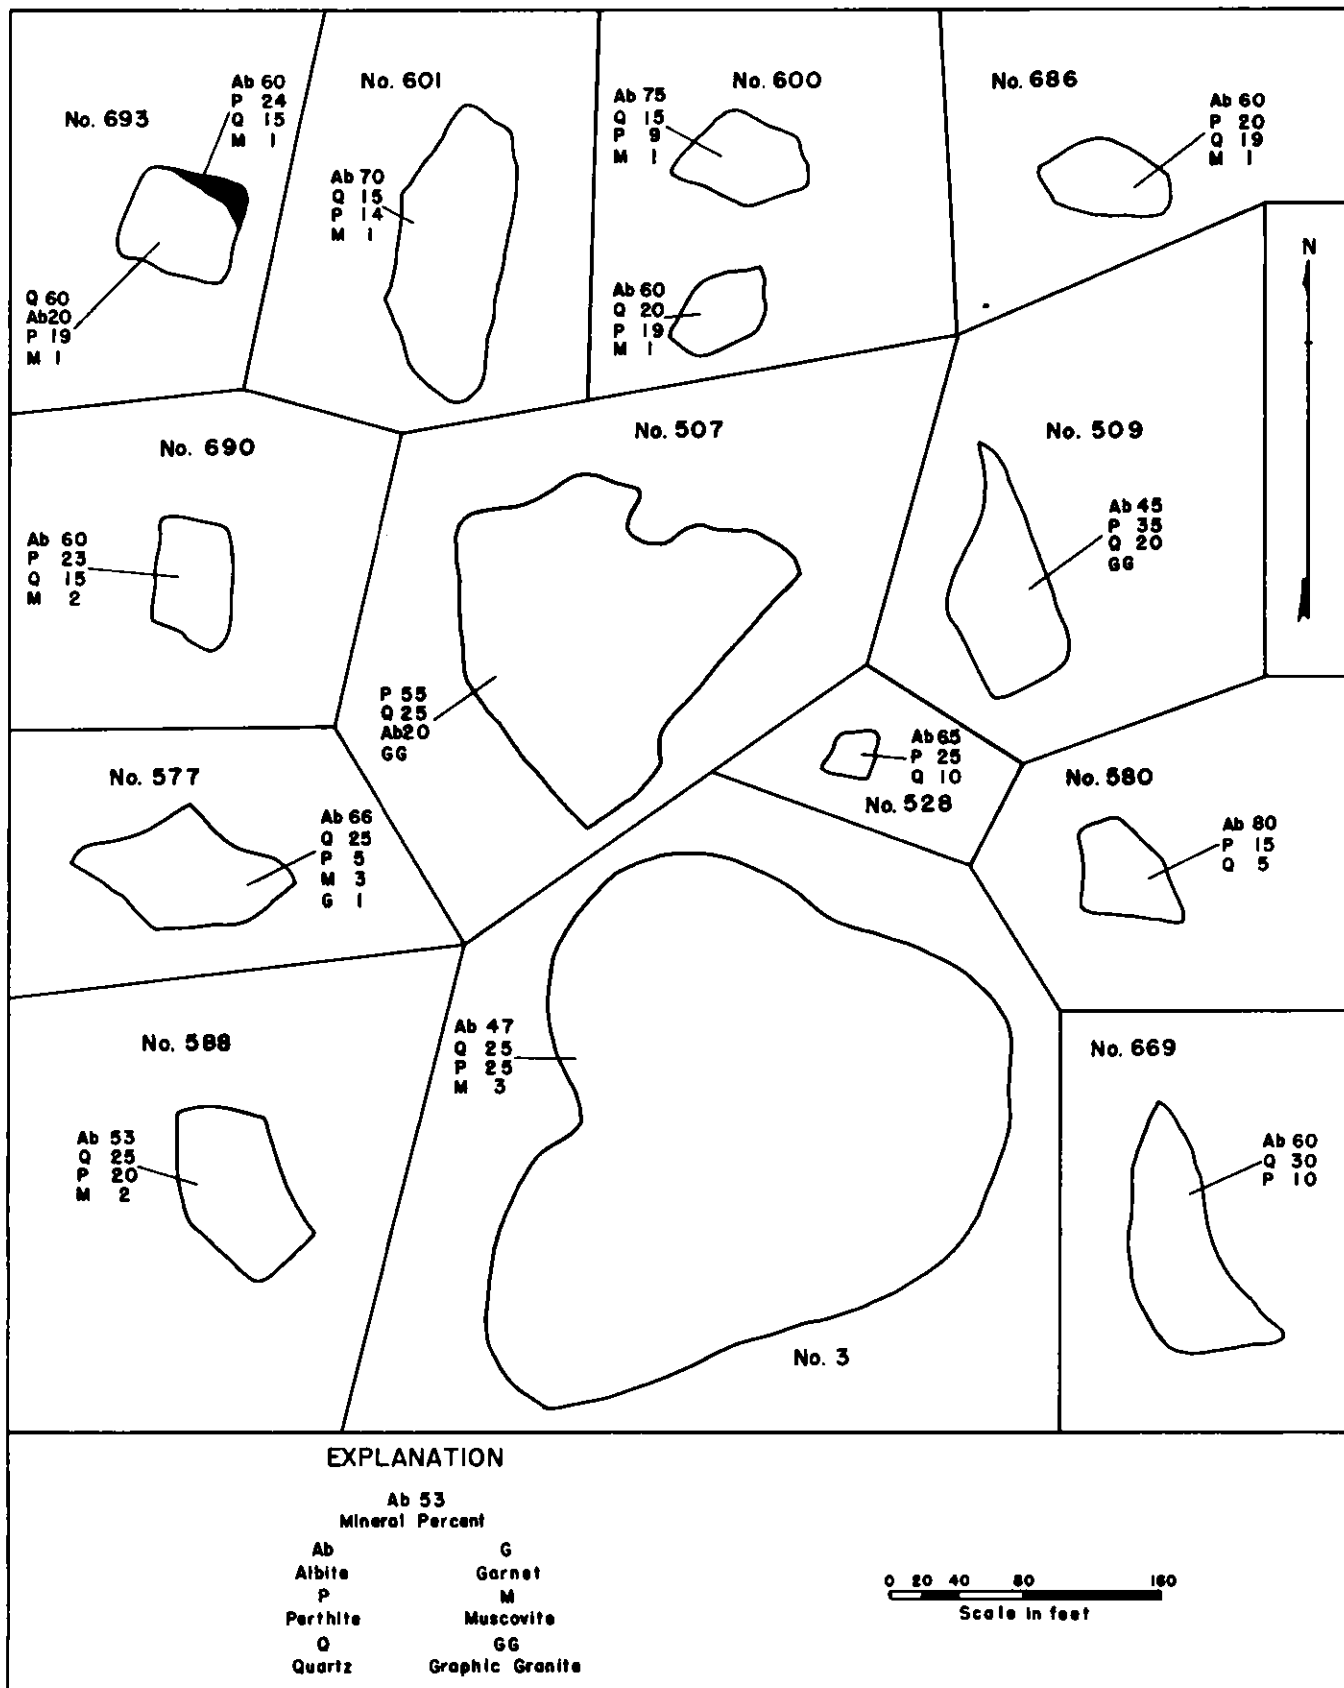 No. 693
Ab 60
P 24
Q 15
M 1
Q 60
Ab20
P 19
M 1
No. 601
Ab 70
Q 15
P 14
M 1
No. 600
Ab 75
Q 15
P 9
M 1
Ab 60
Q 20
P 19
M 1
No. 686
Ab 60
P 20
Q 19
M 1
N
No. 690
Ab 60
P 23
Q 15
M 2
No. 507
P 55
Q 25
Ab20
GG
No. 509
Ab 45
P 35
Q 20
GG
No. 577
Ab 66
Q 25
P 5
M 3
G 1
Ab 65
P 25
Q 10
No. 528
No. 580
Ab 80
P 15
Q 5
No. 588
Ab 53
Q 25
P 20
M 2
Ab 47
Q 25
P 25
M 3
No. 3
No. 669
Ab 60
Q 30
P 10
EXPLANATION
Ab 53
Mineral Percent
Ab G
Albite Garnet
P M
Perthite Muscovite
Q GG
Quartz Graphic Granite
0 20 40 80 160
Scale in feet